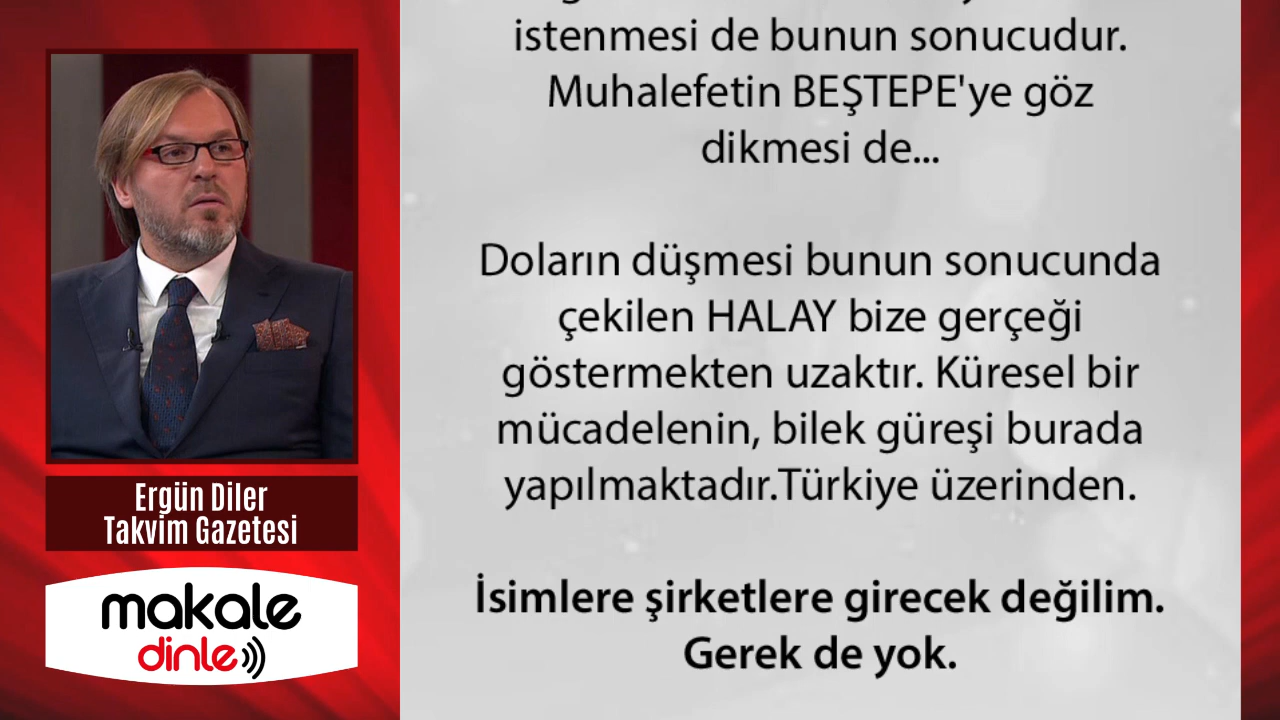 istenmesi de bunun sonucudur.
Muhalefetin BEŞTEPE'ye göz
dikmesi de...
Doların düşmesi bunun sonucunda
çekilen HALAY bize gerçeği
göstermekten uzaktır. Küresel bir
mücadelenin, bilek güreşi burada
yapılmaktadır.Türkiye üzerinden.
İsimlere şirketlere girecek değilim.
Gerek de yok.
Ergün Diler
Takvim Gazetesi
makale
dinle